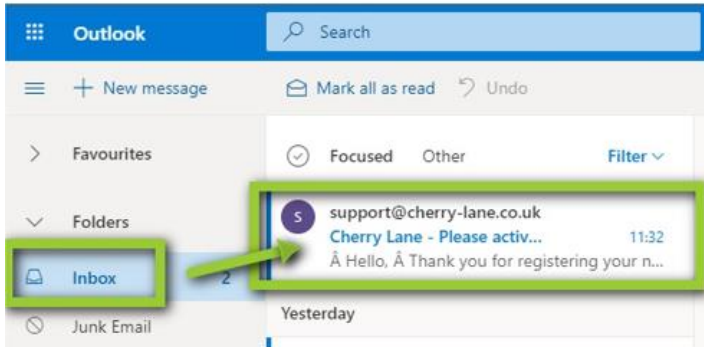 Outlook
Search
New message
Mark all as read
Undo
Favourites
Focused
Other
Filter
Folders
S
support@cherry-lane.co.uk
Cherry Lane - Please activ...
11:32
Â Hello, Â Thank you for registering your n...
Inbox
2
Junk Email
Yesterday